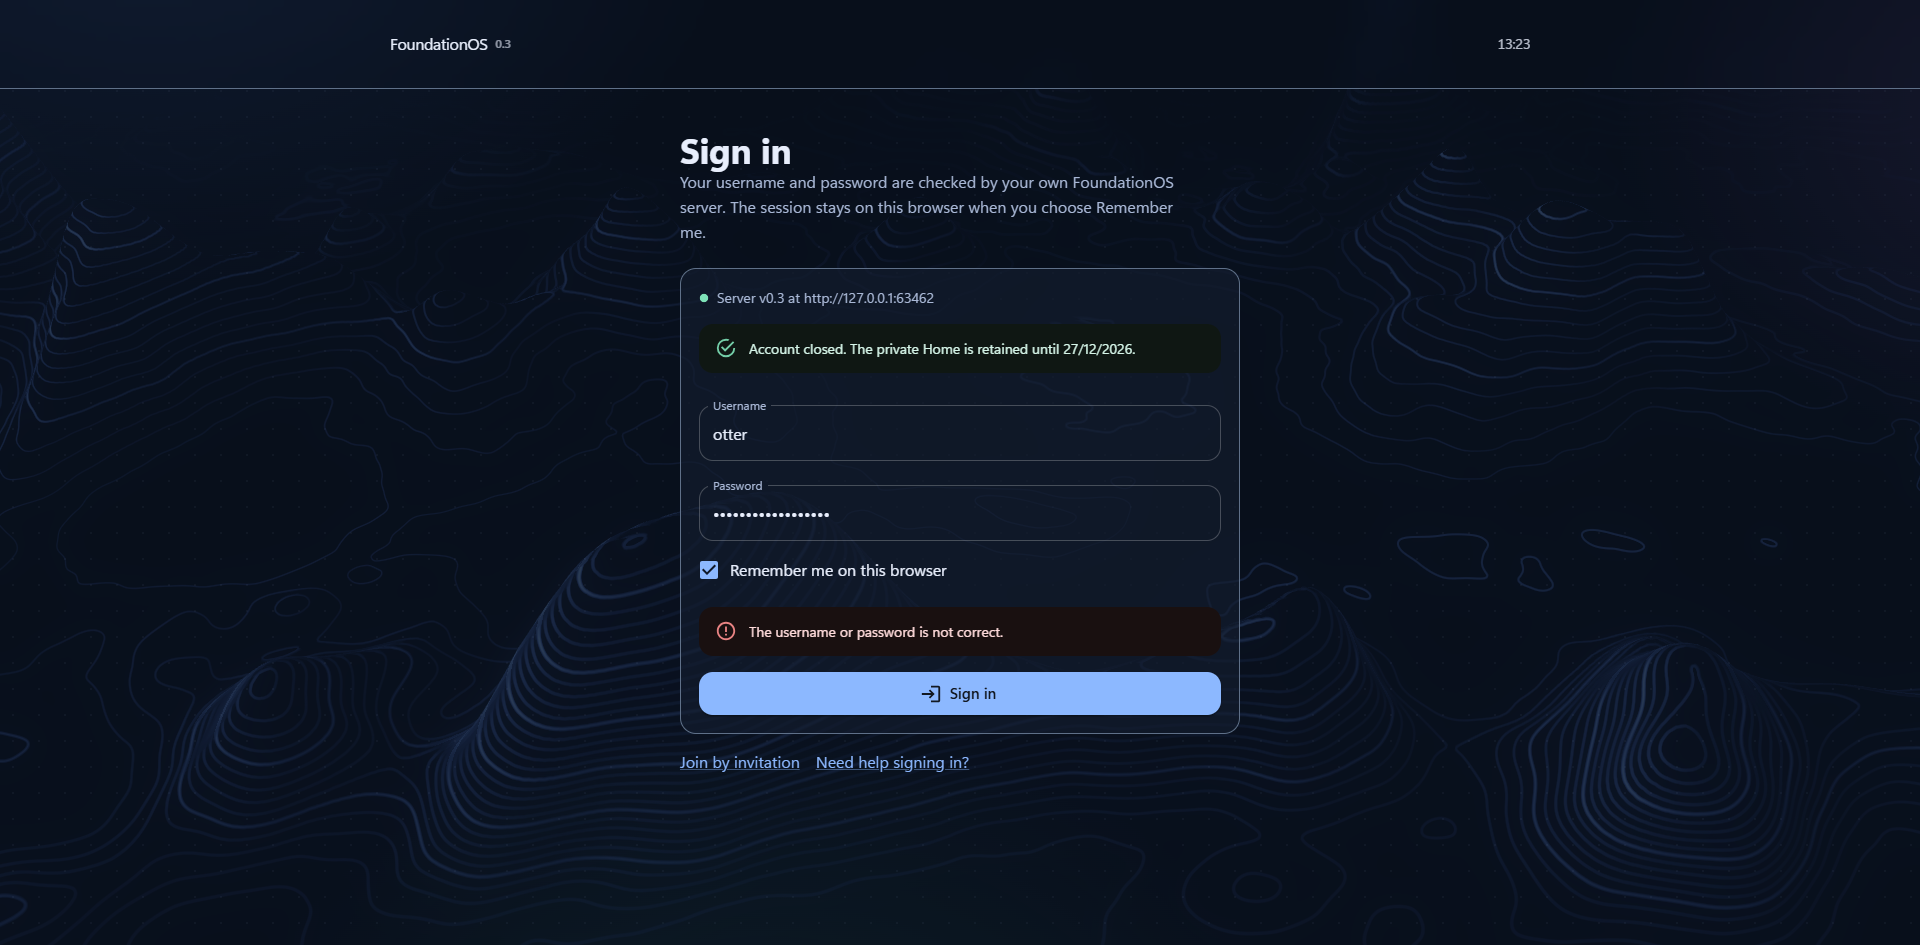 FoundationOS 0.3
13:23
Sign in
Your username and password are checked by your own FoundationOS
server. The session stays on this browser when you choose Remember
me.
Server v0.3 at http://127.0.0.1:63462
Account closed. The private Home is retained until 27/12/2026.
Username
otter
Password
••••••••••••••••••
Remember me on this browser
The username or password is not correct.
Sign in
Join by invitation
Need help signing in?